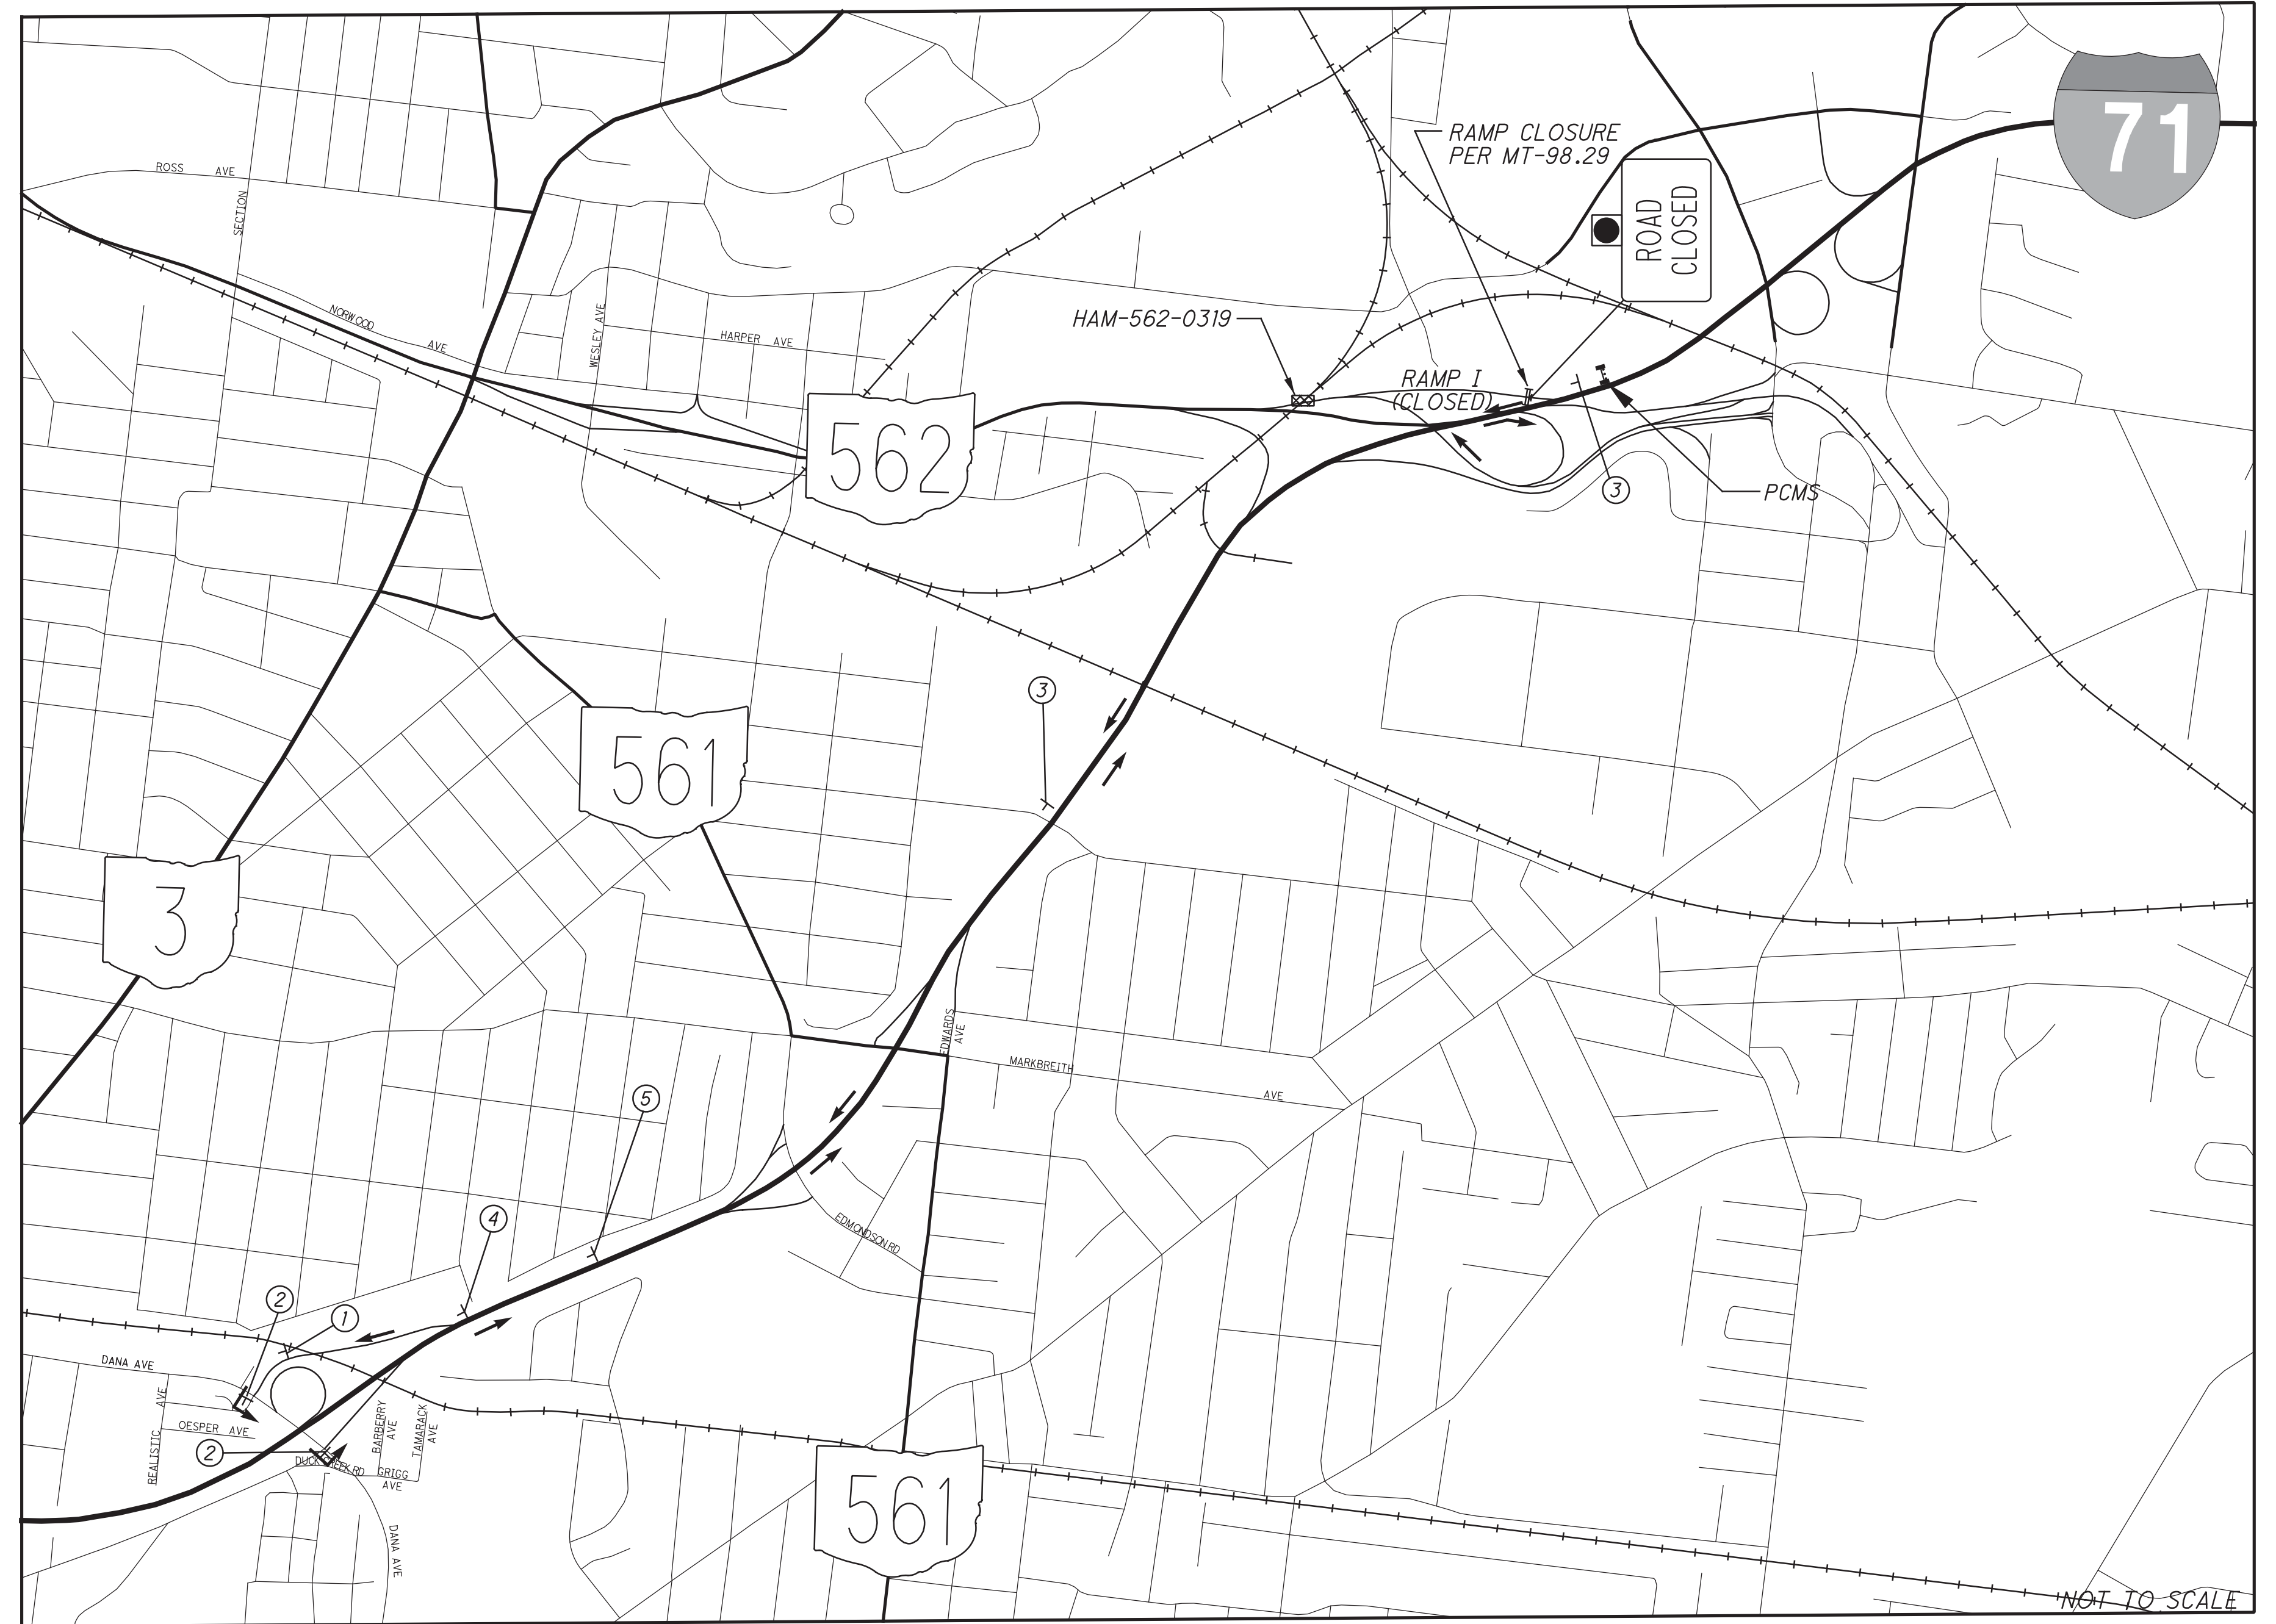 71
RAMP CLOSURE
PER MT-98.29
ROAD
CLOSED
ROSS AVE
SECTION
NORWOOD AVE
WESLEY AVE
HARPER AVE
HAM-562-0319
RAMP I
(CLOSED)
562
3
PCMS
3
561
3
EDWARDS
AVE
MARKBREITH AVE
5
4
EDMONDSON RD
2
1
DANA AVE
REALISTIC AVE
OESPER AVE
2
BARBERRY
AVE
TAMARACK
AVE
DUCK CREEK RD
GRIGG
AVE
DANA AVE
561
NOT TO SCALE